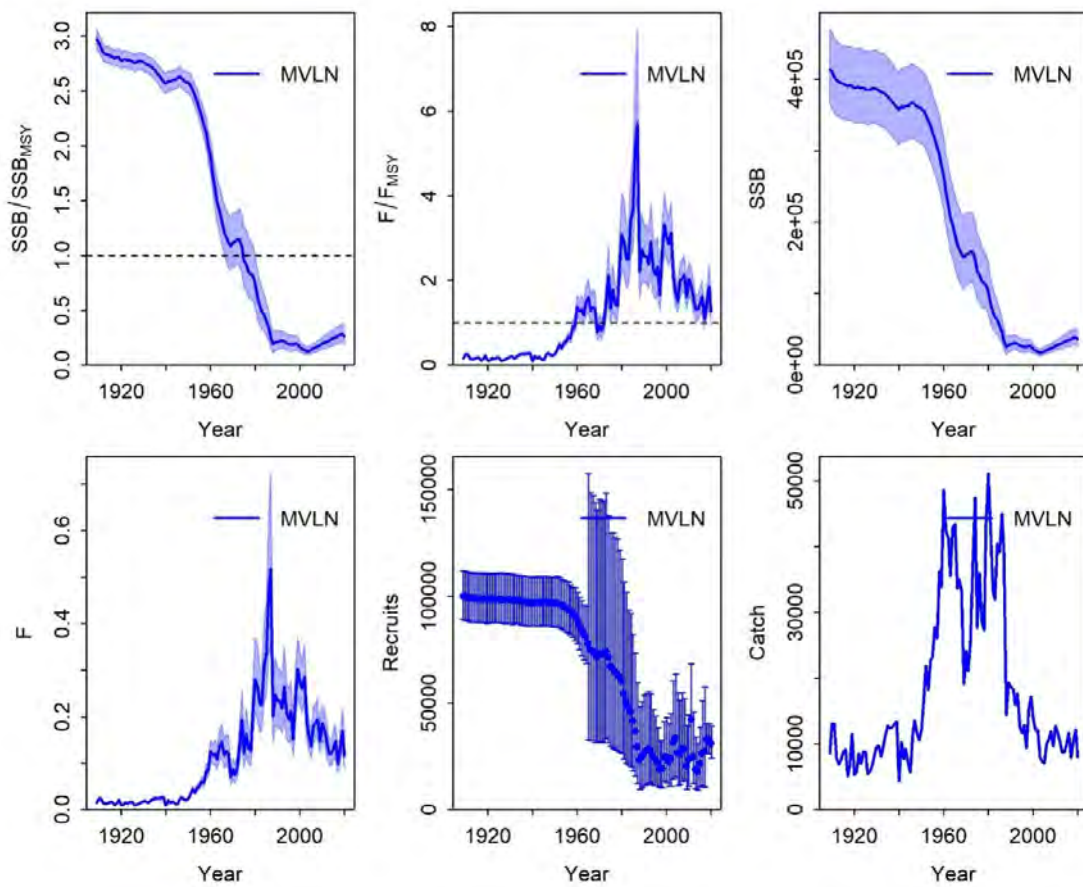 SSB/SSB_MSY
0.0 0.5 1.0 1.5 2.0 2.5 3.0
MVLN
1920 1960 2000
Year
F/F_MSY
0 2 4 6 8
MVLN
1920 1960 2000
Year
SSB
0e+00 2e+05 4e+05
MVLN
1920 1960 2000
Year
F
0.0 0.2 0.4 0.6
MVLN
1920 1960 2000
Year
Recruits
0 50000 100000 150000
MVLN
1920 1960 2000
Year
Catch
0 10000 30000 50000
MVLN
1920 1960 2000
Year